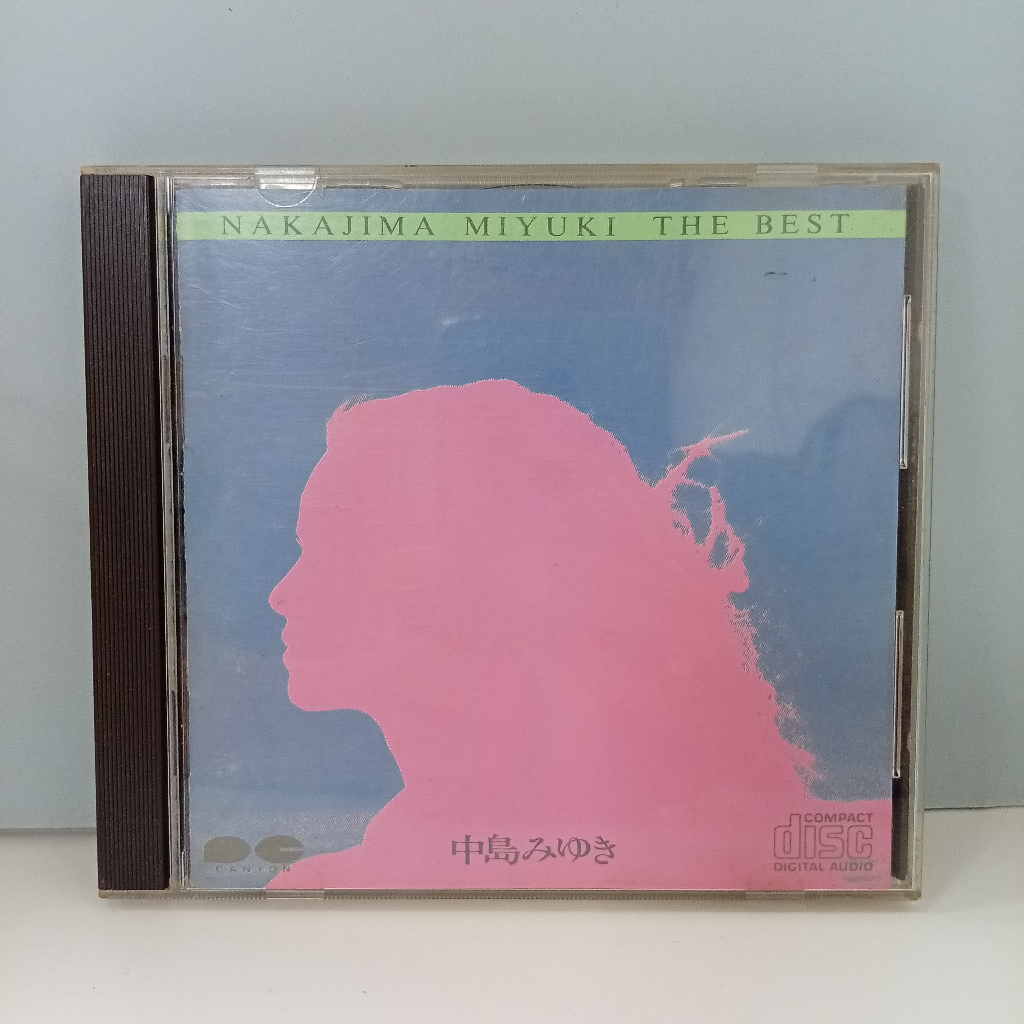 NAKAJIMA MIYUKI THE BEST
CANYON
中島みゆき
COMPACT
disc
DIGITAL AUDIO